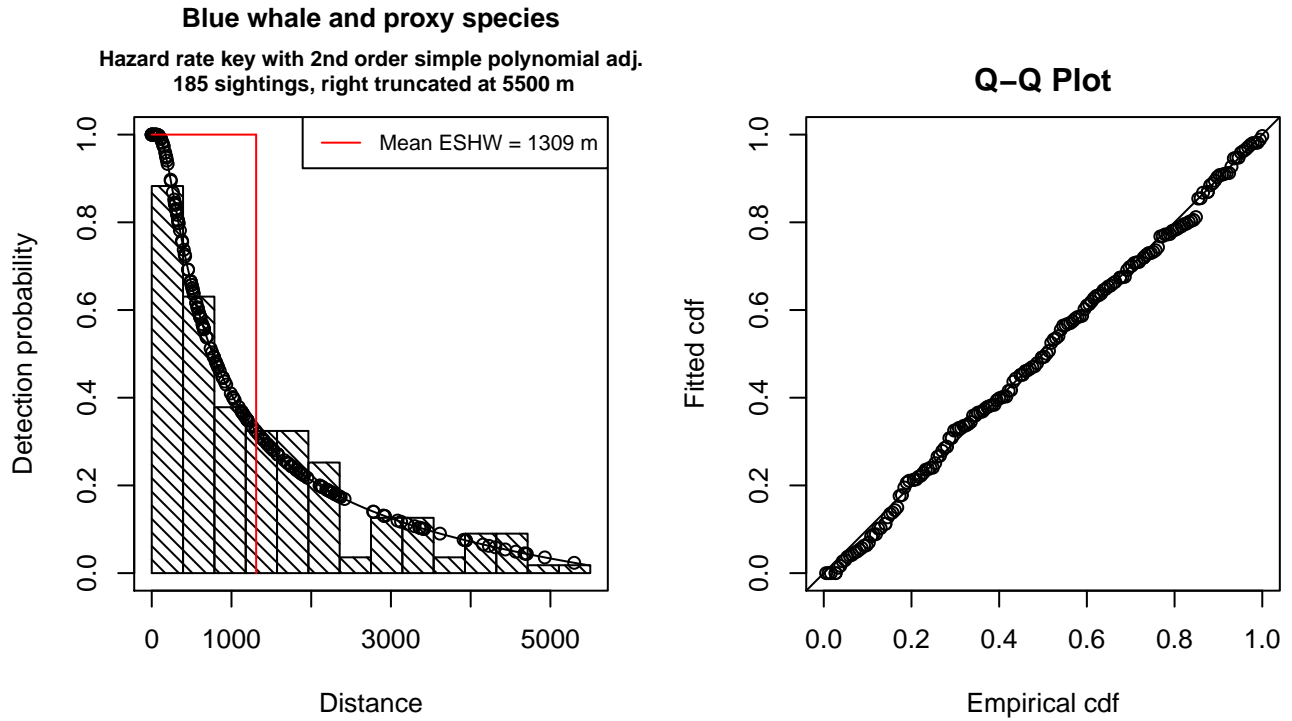 Blue whale and proxy species
Hazard rate key with 2nd order simple polynomial adj.
185 sightings, right truncated at 5500 m
Mean ESHW = 1309 m
Detection probability
0.0 0.2 0.4 0.6 0.8 1.0
0 1000 3000 5000
Distance
Q−Q Plot
Fitted cdf
0.0 0.2 0.4 0.6 0.8 1.0
0.0 0.2 0.4 0.6 0.8 1.0
Empirical cdf